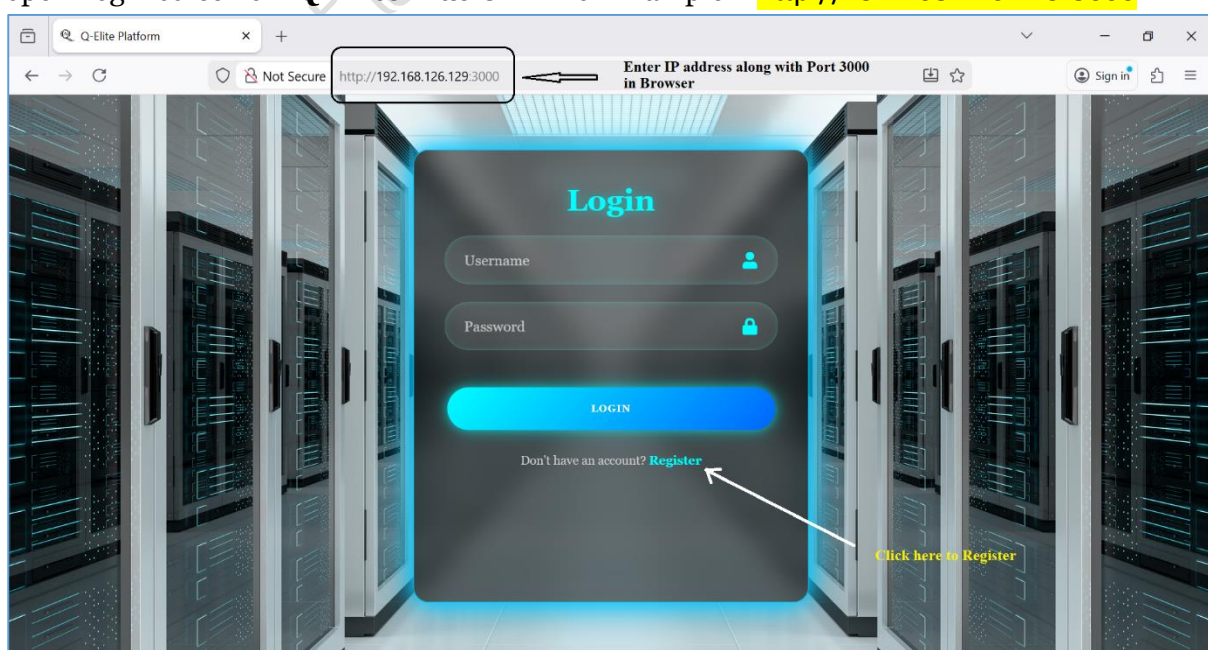 Q-Elite Platform
Not Secure http://192.168.126.129:3000
Enter IP address along with Port 3000
in Browser
Sign in
Login
Username
Password
LOGIN
Don't have an account? Register
Click here to Register